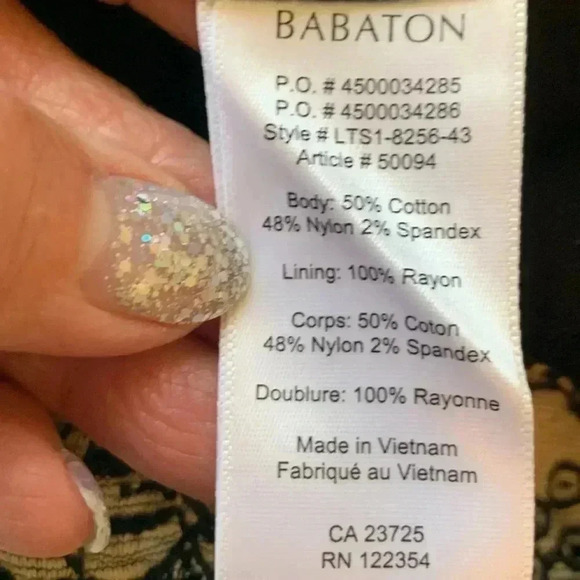 BABATON
P.O. # 4500034285
P.O. # 4500034286
Style # LTS1-8256-43
Article # 50094
Body: 50% Cotton
48% Nylon 2% Spandex
Lining: 100% Rayon
Corps: 50% Coton
48% Nylon 2% Spandex
Doublure: 100% Rayonne
Made in Vietnam
Fabriqué au Vietnam
CA 23725
RN 122354